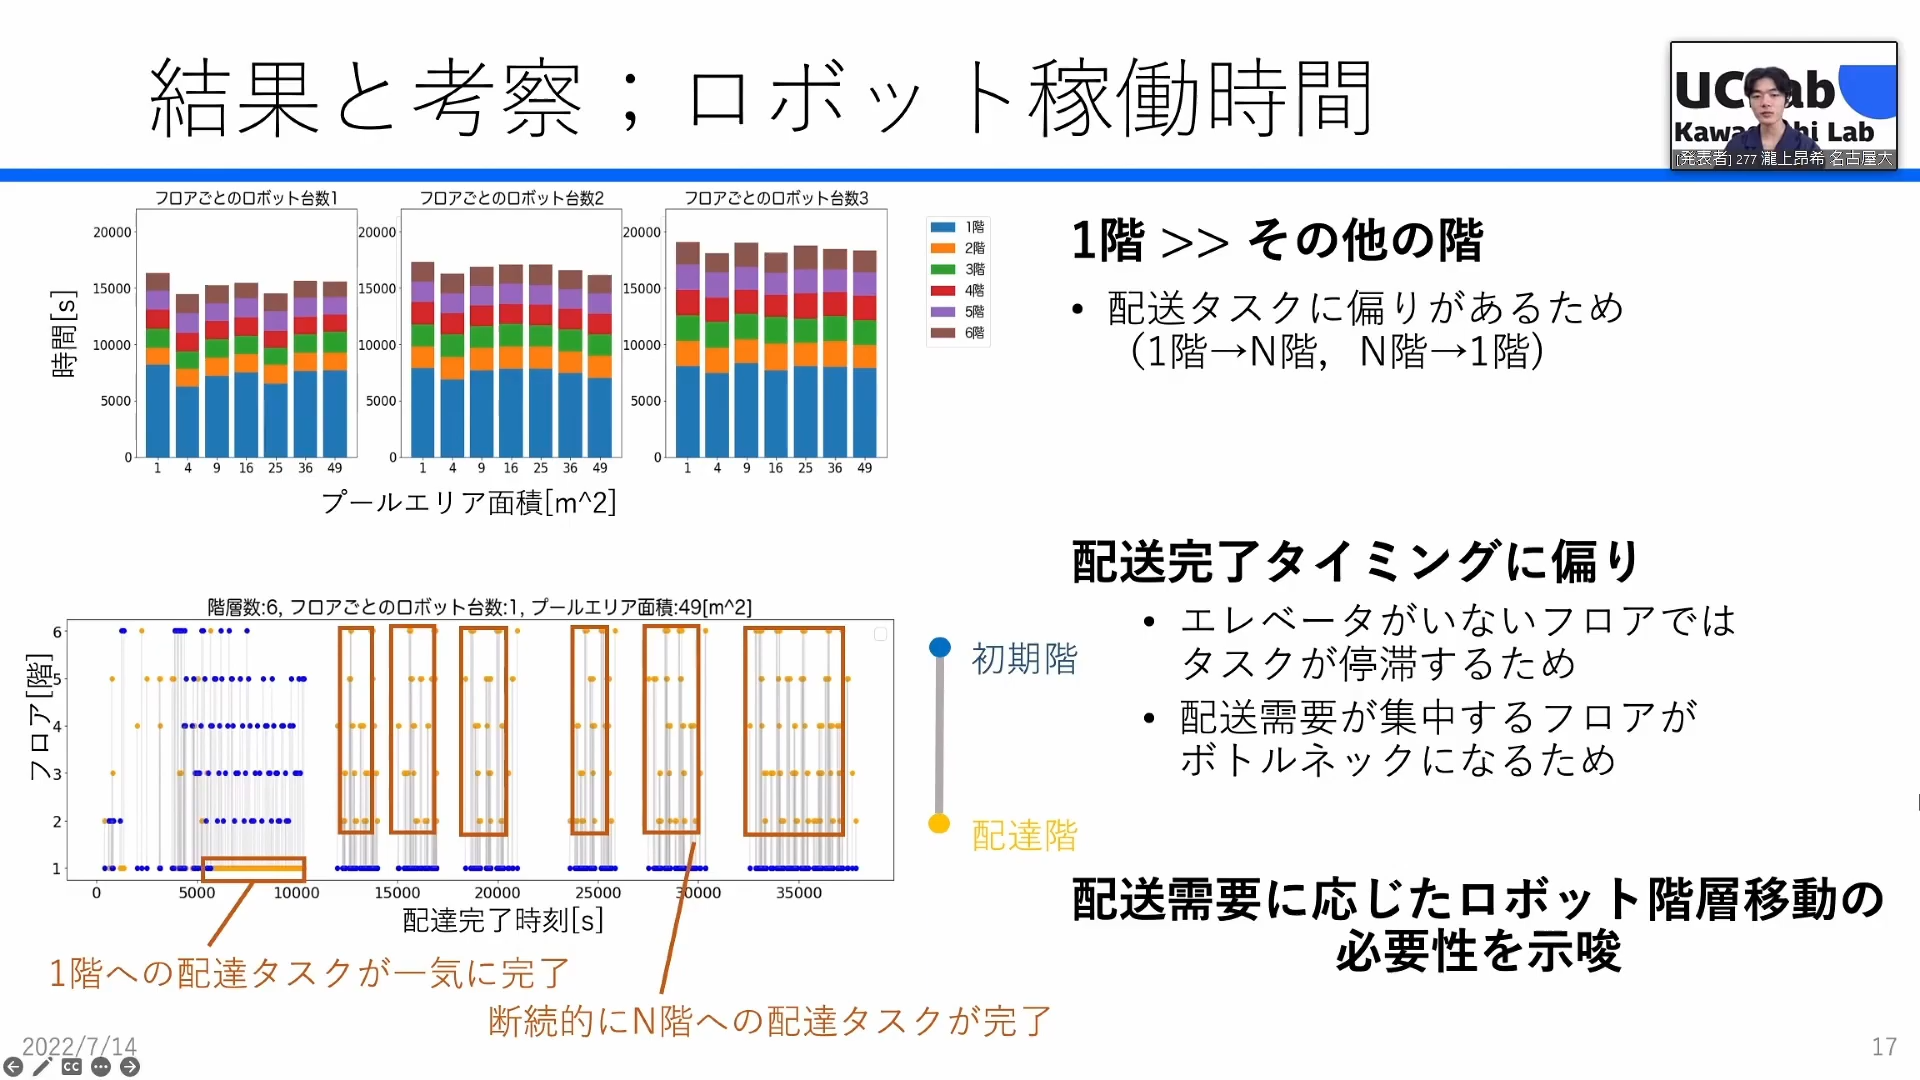 結果と考察；ロボット稼働時間
UC
ab
Kawa
hi Lab
[発表者] 277 瀧上昂希 名古屋大
フロアごとのロボット台数1
フロアごとのロボット台数2
フロアごとのロボット台数3
時間[s]
20000
15000
10000
5000
0
1 4 9 16 25 36 49
20000
15000
10000
5000
0
1 4 9 16 25 36 49
20000
15000
10000
5000
0
1 4 9 16 25 36 49
1階
2階
3階
4階
5階
6階
プールエリア面積[m^2]
1階 >> その他の階
• 配送タスクに偏りがあるため
（1階→N階， N階→1階）
階層数:6, フロアごとのロボット台数:1, プールエリア面積:49[m^2]
フロア[階]
6
5
4
3
2
1
0 5000 10000 15000 20000 25000 30000 35000
配達完了時刻[s]
初期階
配達階
1階への配達タスクが一気に完了
断続的にN階への配達タスクが完了
配送完了タイミングに偏り
• エレベータがいないフロアでは
タスクが停滞するため
• 配送需要が集中するフロアが
ボトルネックになるため
配送需要に応じたロボット階層移動の
必要性を示唆
2022/7/14
CC
17